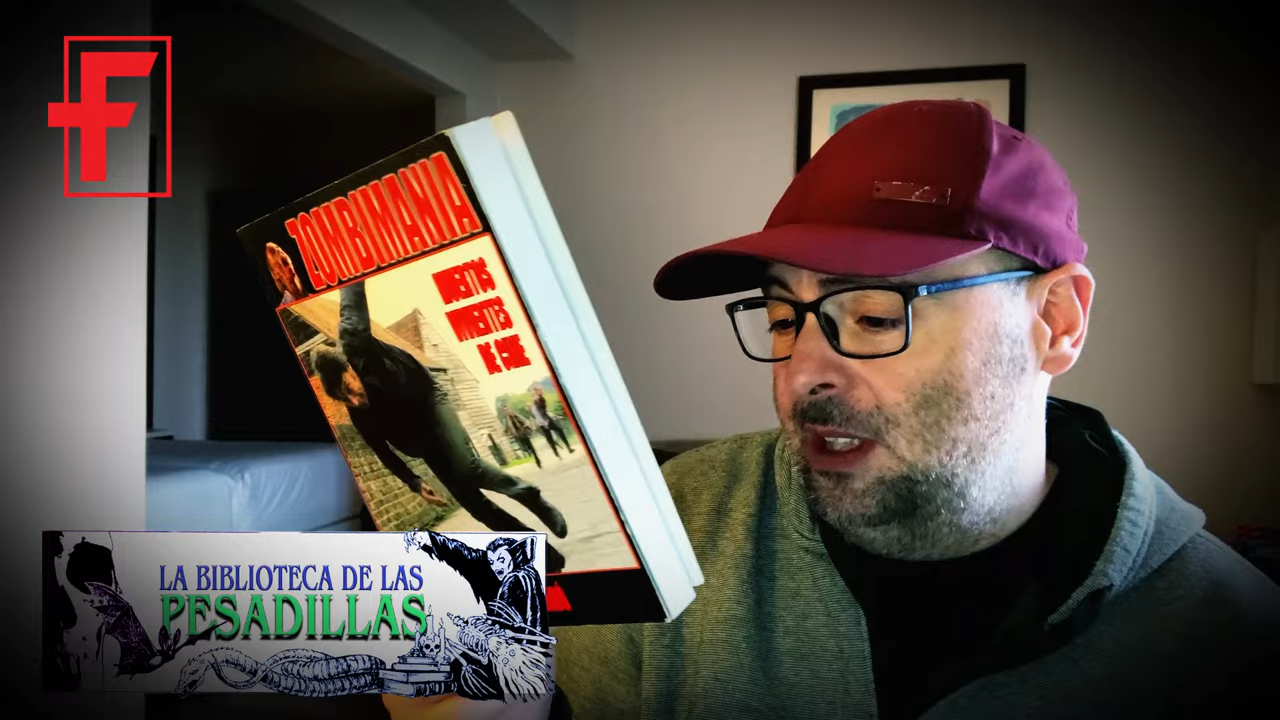 F
ZOMBIMANIA
MUERTOS
VIVIENTES
DE CINE
LA BIBLIOTECA DE LAS
PESADILLAS